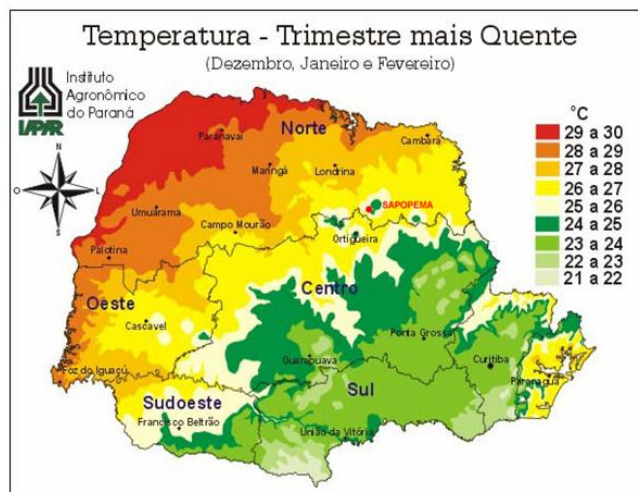 Temperatura - Trimestre mais Quente
(Dezembro, Janeiro e Fevereiro)
Instituto
Agronômico
do Paraná
IAPAR
N
O
L
S
°C
29 a 30
28 a 29
27 a 28
26 a 27
25 a 26
24 a 25
23 a 24
22 a 23
21 a 22
Norte
Paranavaí
Cambará
Maringá
Londrina
SAPOPEMA
Umuarama
Campo Mourão
Ortigueira
Palotina
Oeste
Centro
Cascavel
Ponta Grossa
Guarapuava
Curitiba
Foz do Iguaçú
Paranaguá
Sudoeste
Sul
Francisco Beltrão
União da Vitória